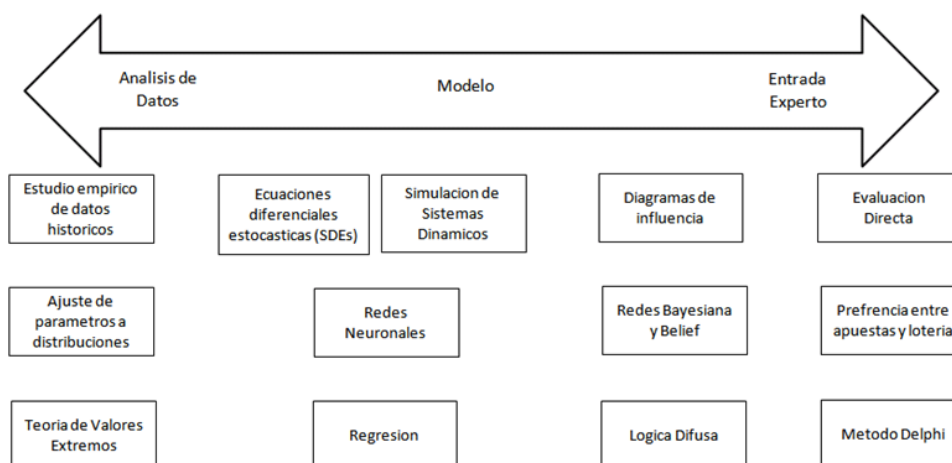 Analisis de
Datos
Modelo
Entrada
Experto
Estudio empirico
de datos
historicos
Ecuaciones
diferenciales
estocasticas (SDEs)
Simulacion de
Sistemas
Dinamicos
Diagramas de
influencia
Evaluacion
Directa
Ajuste de
parametros a
distribuciones
Redes
Neuronales
Redes Bayesiana
y Belief
Prefrencia entre
apuestas y loteria
Teoria de Valores
Extremos
Regresion
Logica Difusa
Metodo Delphi